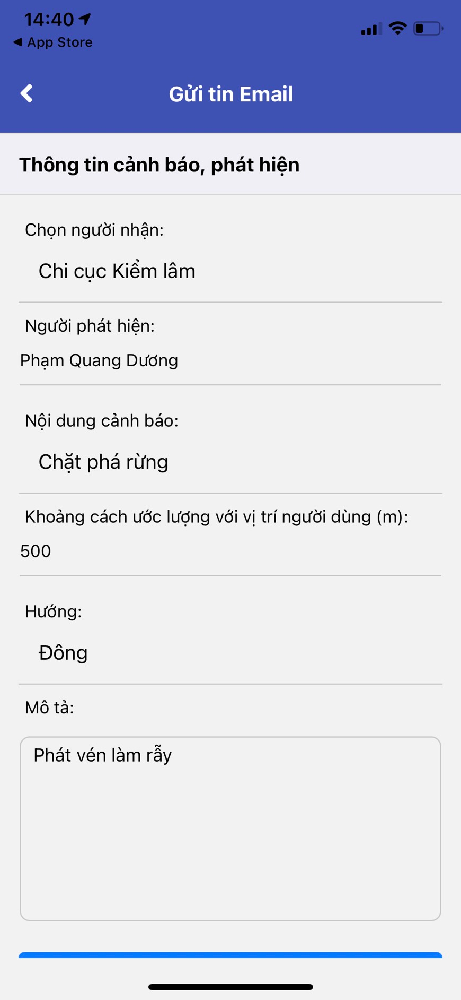 14:40
App Store
Gửi tin Email
Thông tin cảnh báo, phát hiện
Chọn người nhận:
Chi cục Kiểm lâm
Người phát hiện:
Phạm Quang Dương
Nội dung cảnh báo:
Chặt phá rừng
Khoảng cách ước lượng với vị trí người dùng (m):
500
Hướng:
Đông
Mô tả:
Phát vén làm rẫy